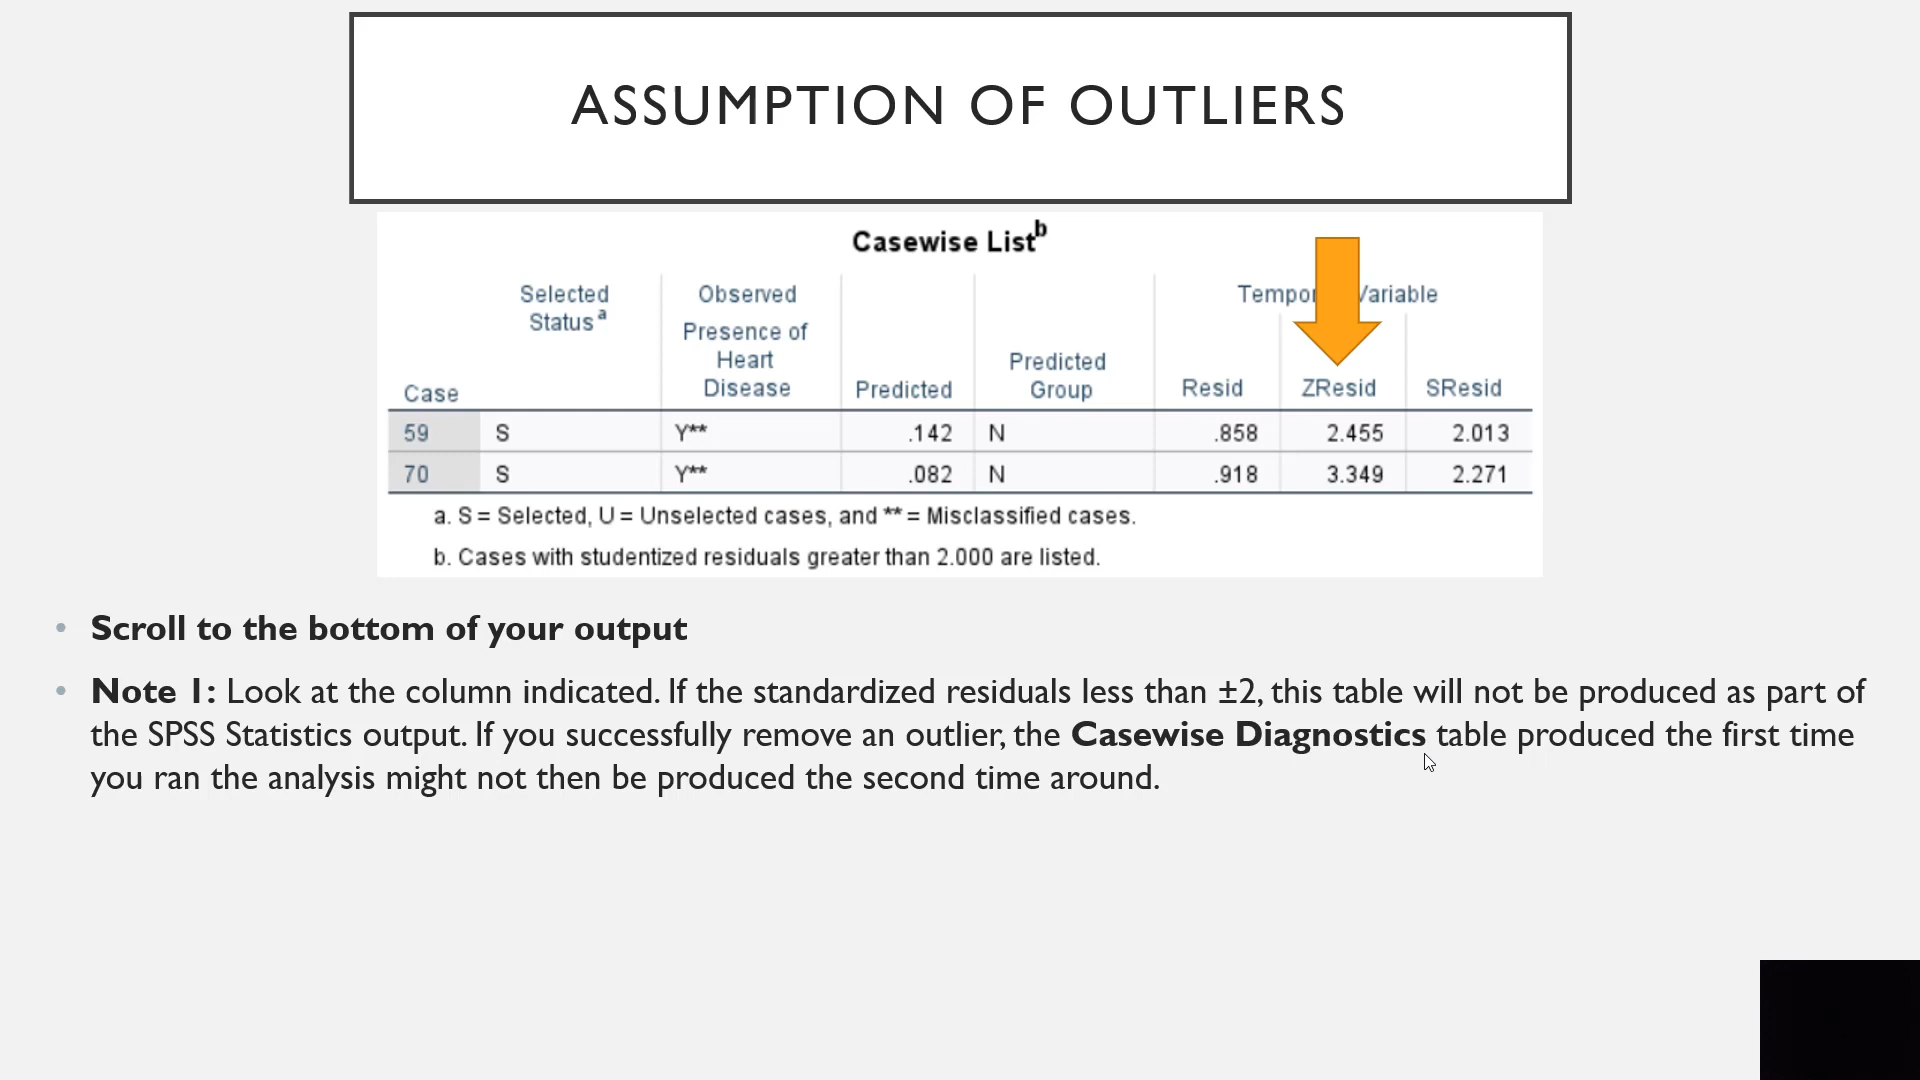 ASSUMPTION OF OUTLIERS
Casewise List b
Selected Status a
Observed
Tempor Variable
Presence of Heart Disease
Case
Predicted
Predicted Group
Resid
ZResid
SResid
59 S Y** .142 N .858 2.455 2.013
70 S Y** .082 N .918 3.349 2.271
a. S = Selected, U = Unselected cases, and ** = Misclassified cases.
b. Cases with studentized residuals greater than 2.000 are listed.
• Scroll to the bottom of your output
• Note 1: Look at the column indicated. If the standardized residuals less than ±2, this table will not be produced as part of
the SPSS Statistics output. If you successfully remove an outlier, the Casewise Diagnostics table produced the first time
you ran the analysis might not then be produced the second time around.